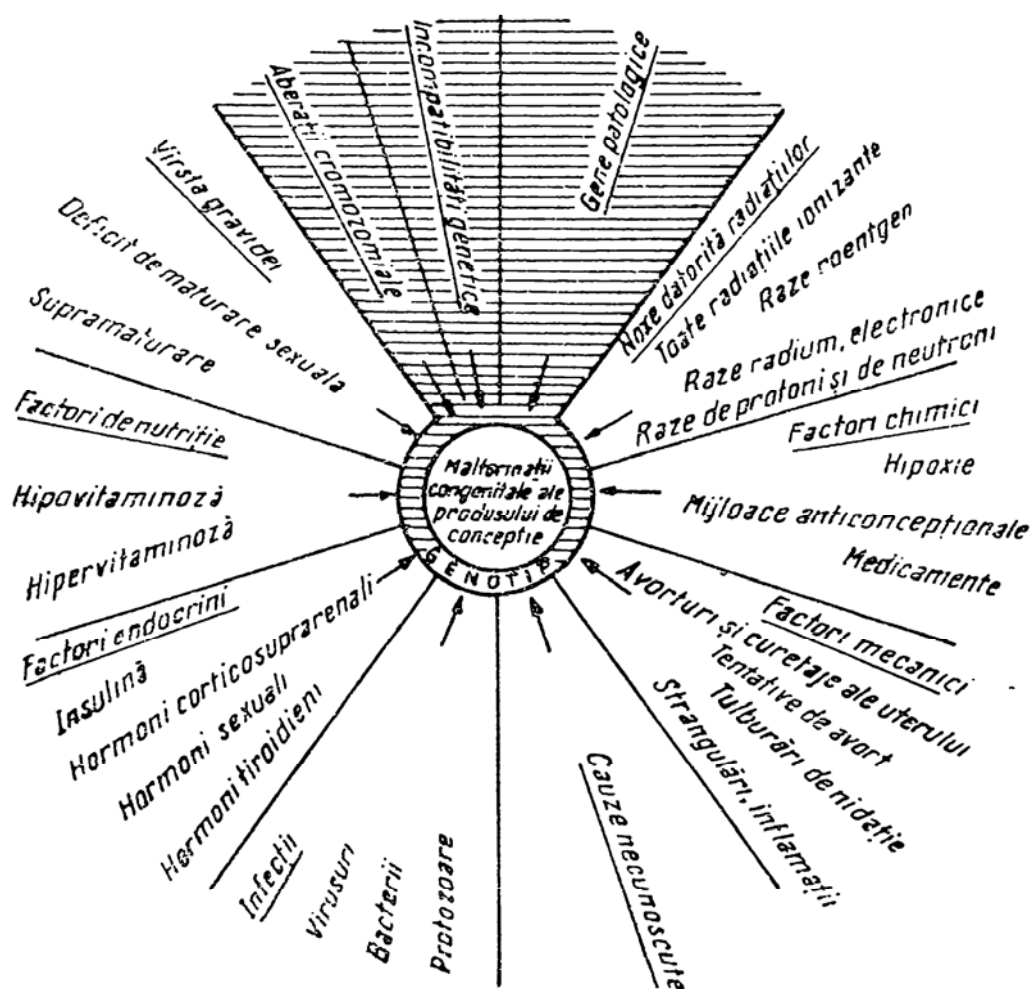 Aberații cromozomiale
Incompatibilități genetice
Gene patologice
Noxe datorită radiațiilor
Toate radiațiile ionizante
Raze roentgen
Raze radium, electronice
Raze de protoni și de neutroni
Factori chimici
Hipoxie
Mijloace anticoncepționale
Medicamente
Factori mecanici
Avorturi și curetaje ale uterului
Tentative de avort
Tulburări de nidație
Strangulări, inflamații
Cauze necunoscute
Protozoare
Bacterii
Virusuri
Infecții
Hormoni tiroidieni
Hormoni sexuali
Hormoni corticosuprarenali
Insulină
Factori endocrini
Hipervitaminoză
Hipovitaminoză
Factori de nutriție
Supramaturare
Deficit de maturare sexuala
Vîrsta gravidei
Malformații
congenitale ale
produsului de
concepție
GENOTIP